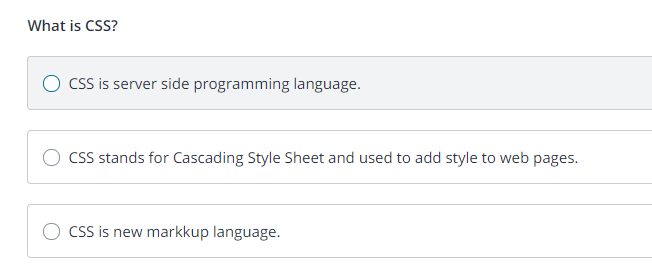 What is CSS?
CSS is server side programming language.
CSS stands for Cascading Style Sheet and used to add style to web pages.
CSS is new markkup language.